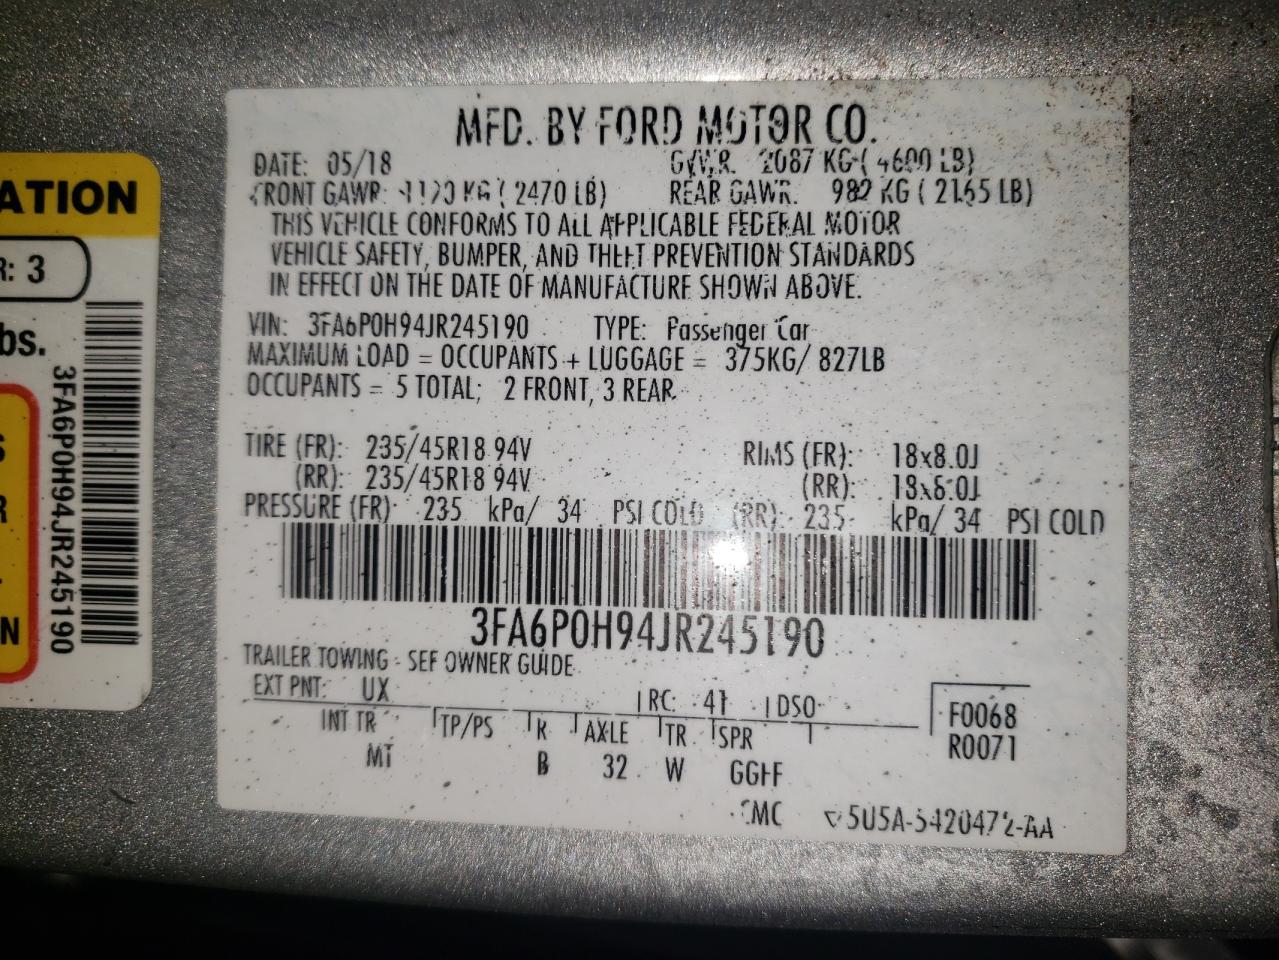 MFD. BY FORD MOTOR CO.
DATE: 05/18 G.V.W.R. 2087 KG ( 4600 LB)
FRONT GAWR: 1120 KG ( 2470 LB) REAR GAWR: 982 KG ( 2165 LB)
THIS VEHICLE CONFORMS TO ALL APPLICABLE FEDERAL MOTOR
VEHICLE SAFETY, BUMPER, AND THEFT PREVENTION STANDARDS
IN EFFECT ON THE DATE OF MANUFACTURE SHOWN ABOVE.
VIN: 3FA6P0H94JR245190 TYPE: Passenger Car
MAXIMUM LOAD = OCCUPANTS + LUGGAGE = 375KG/ 827LB
OCCUPANTS = 5 TOTAL; 2 FRONT, 3 REAR
TIRE (FR): 235/45R18 94V RIMS (FR): 18x8.0J
(RR): 235/45R18 94V (RR): 18x8.0J
PRESSURE (FR): 235 kPa/ 34 PSI COLD (RR): 235 kPa/ 34 PSI COLD
3FA6P0H94JR245190
TRAILER TOWING - SEE OWNER GUIDE
EXT PNT: UX RC: 41 DSO
F0068
R0071
INT TR TP/PS R AXLE TR SPR
MT B 32 W GGFF
5U5A-5420472-AA
ATION
R: 3
bs.
3FA6P0H94JR245190
S
R
N